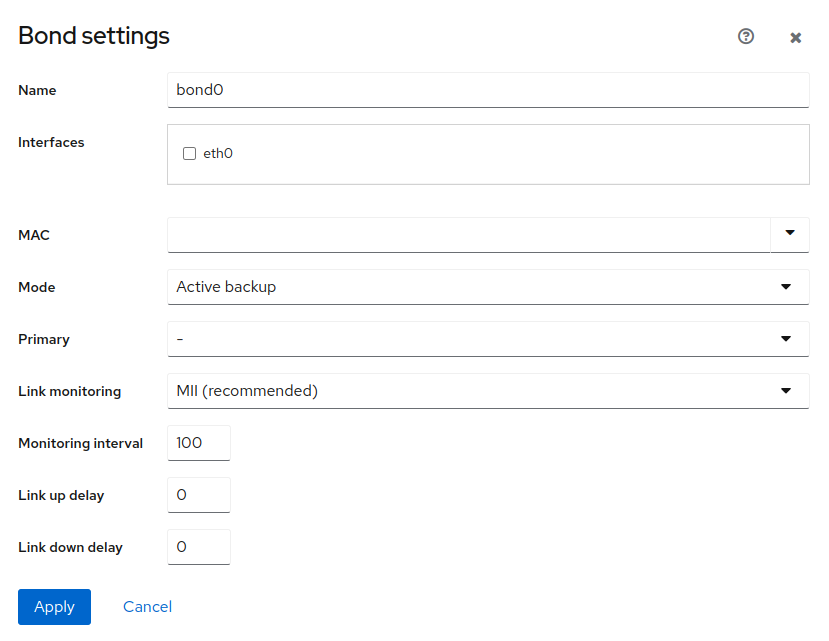 Bond settings
Name bond0
Interfaces eth0
MAC
Mode Active backup
Primary -
Link monitoring MII (recommended)
Monitoring interval 100
Link up delay 0
Link down delay 0
Apply Cancel